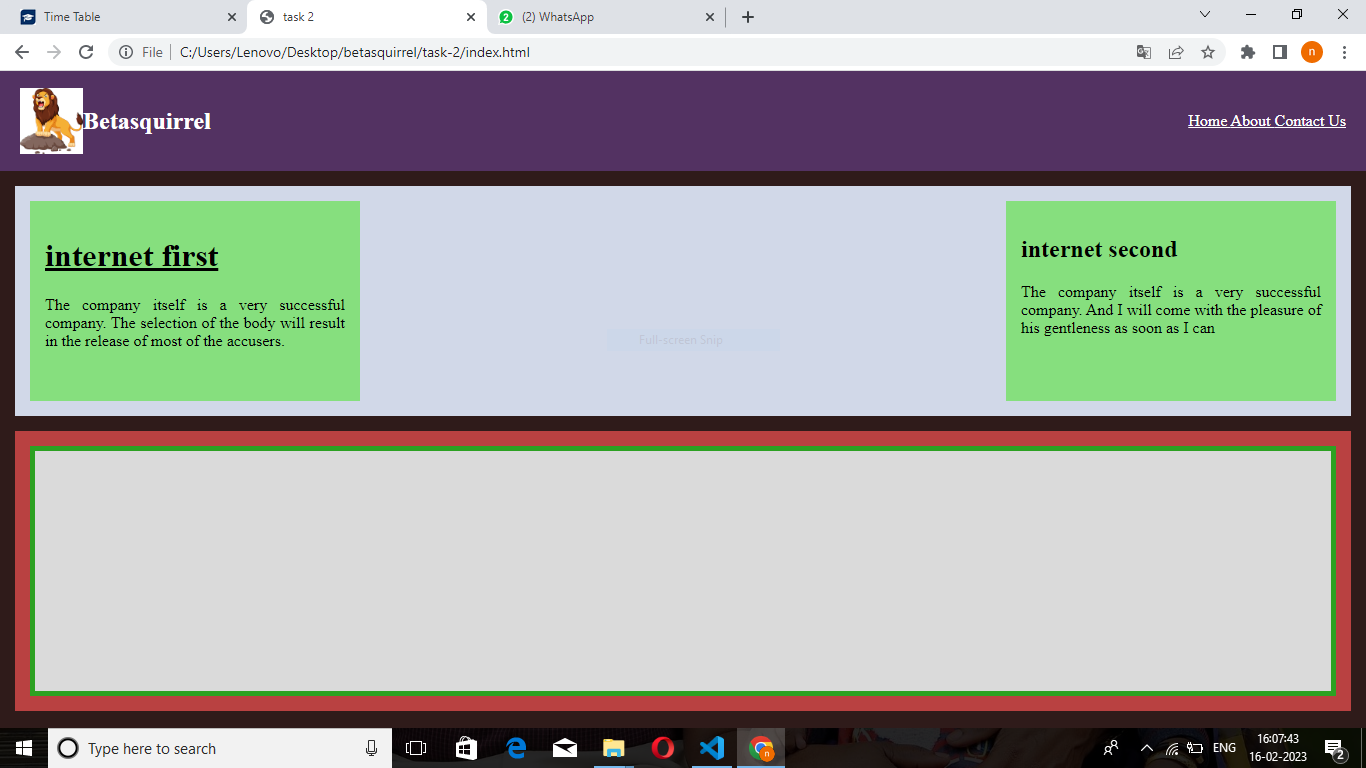 Time Table
task 2
(2) WhatsApp
File
C:/Users/Lenovo/Desktop/betasquirrel/task-2/index.html
n
Betasquirrel
Home About Contact Us
internet first
The company itself is a very successful
company. The selection of the body will result
in the release of most of the accusers.
internet second
The company itself is a very successful
company. And I will come with the pleasure of
his gentleness as soon as I can
Full-screen Snip
Type here to search
n
ENG
16:07:43
16-02-2023
2